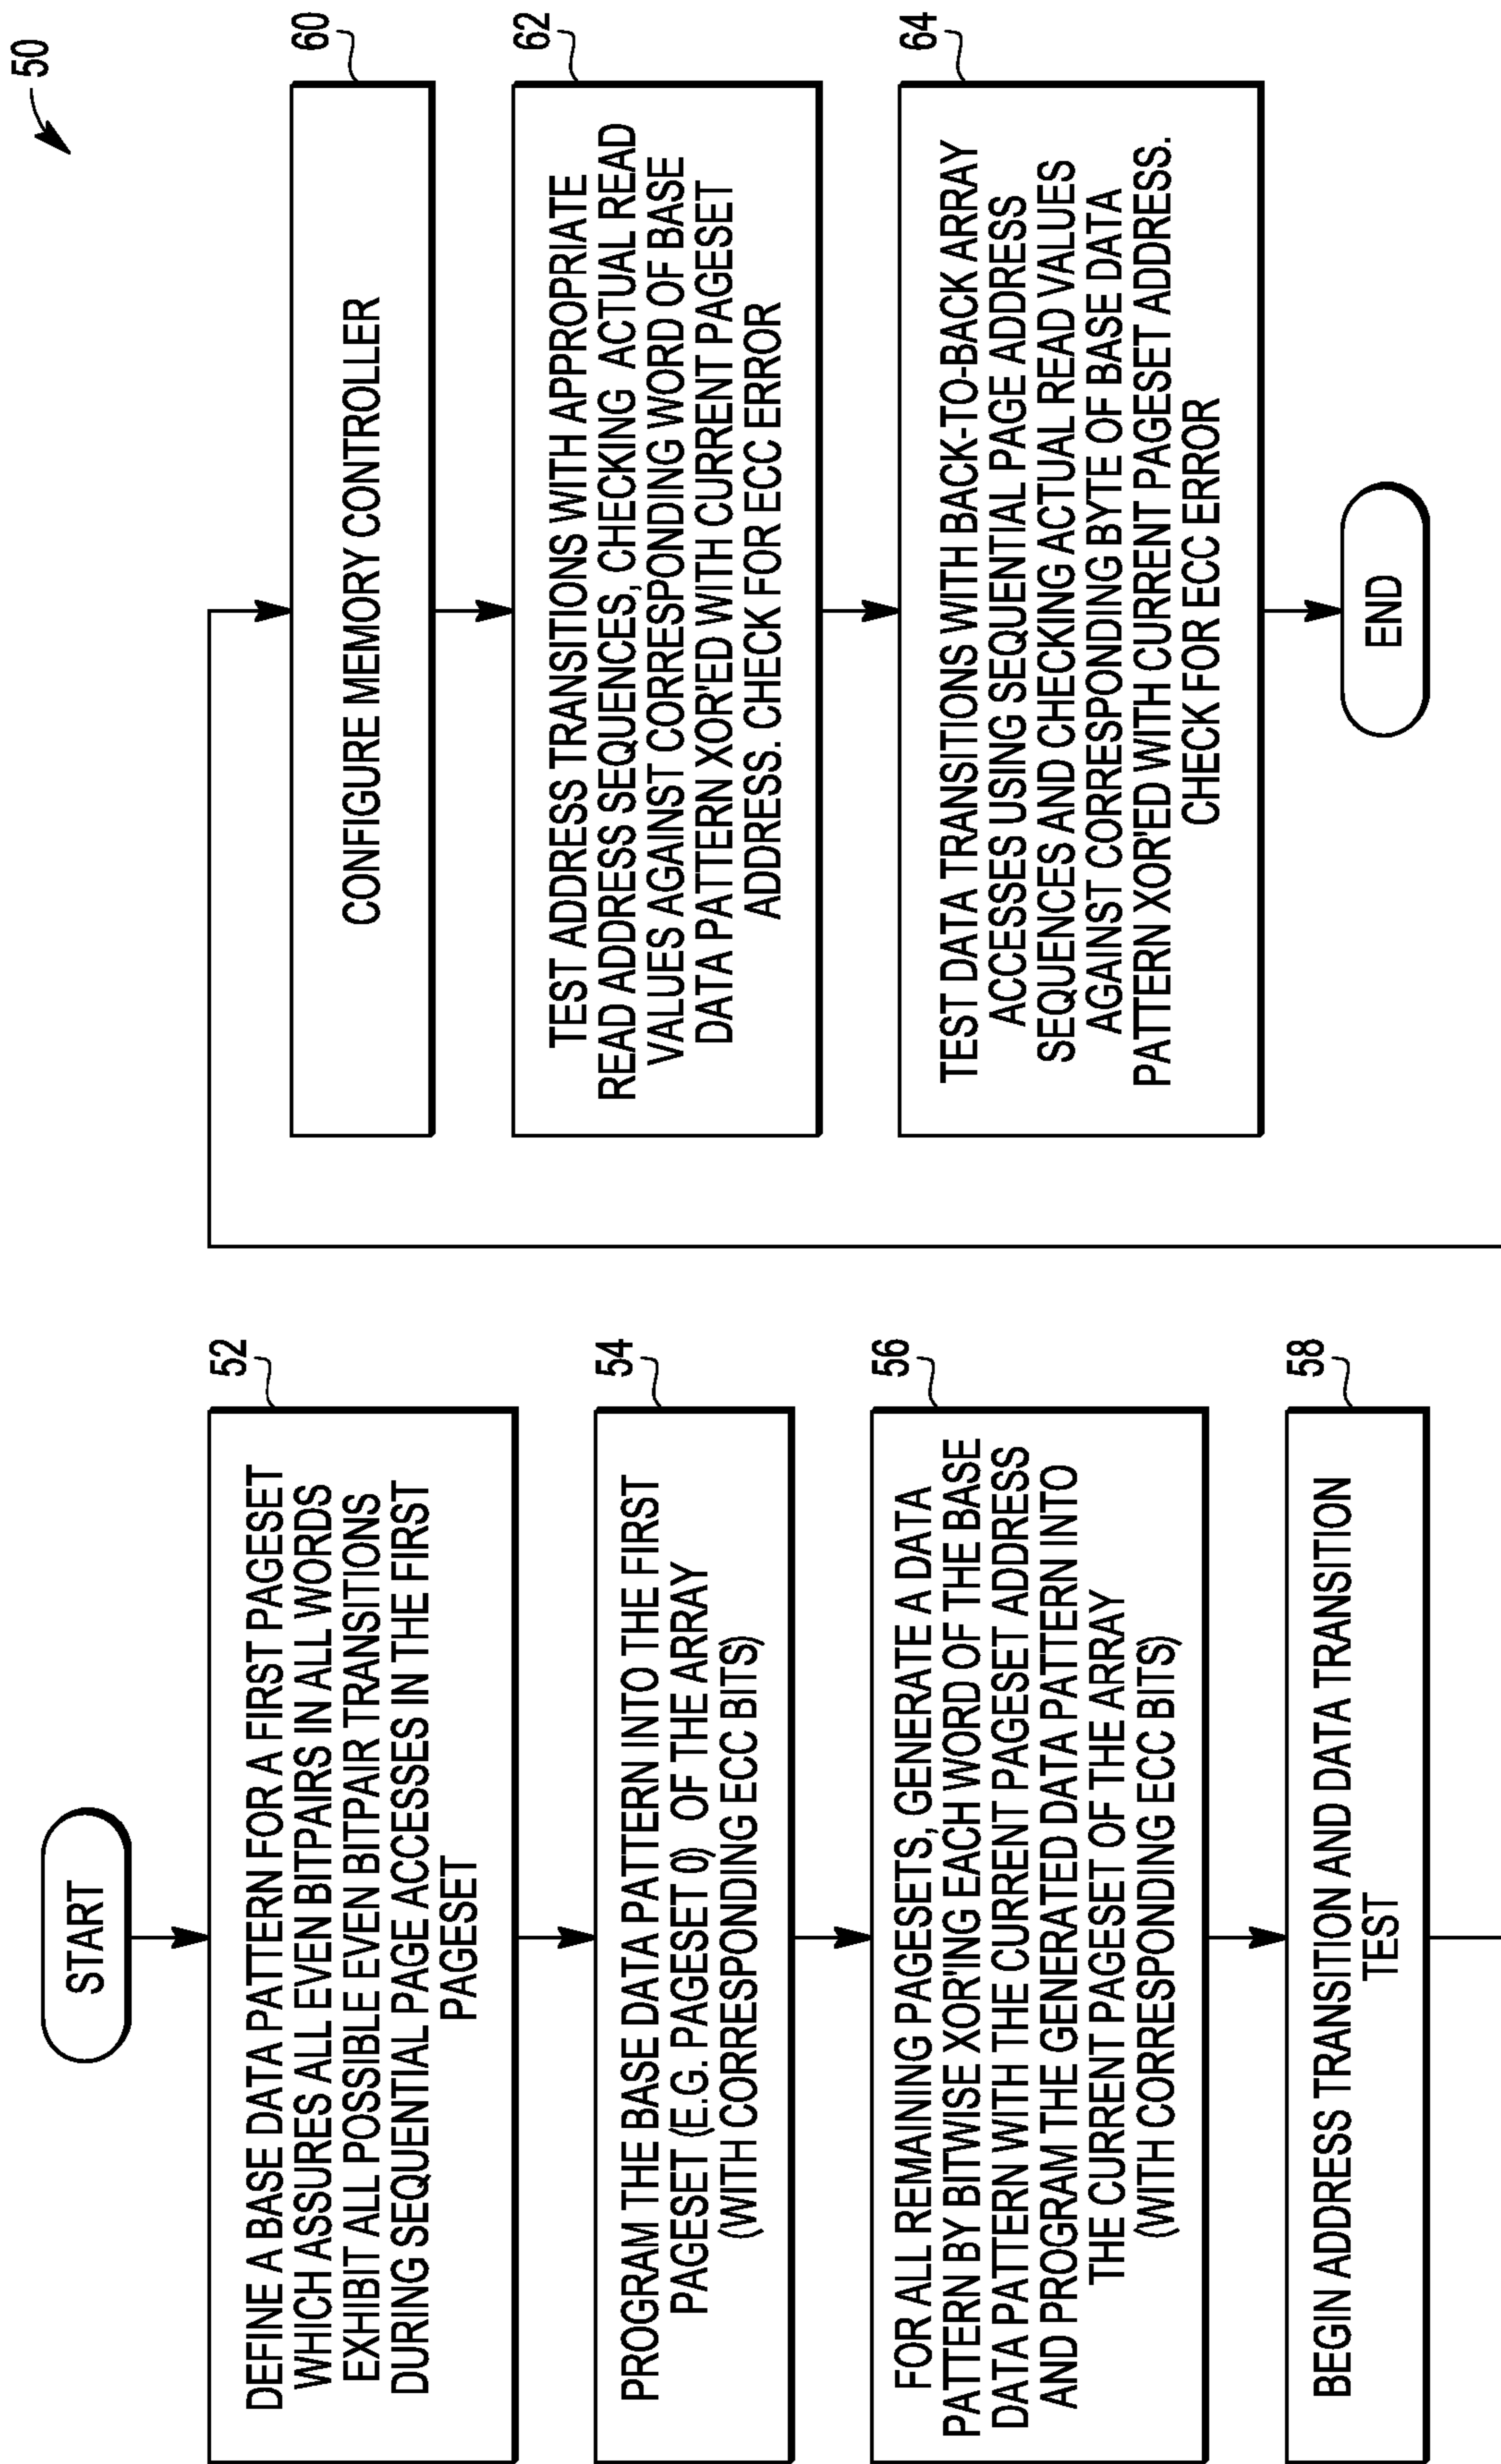 50
START
52
DEFINE A BASE DATA PATTERN FOR A FIRST PAGESET
WHICH ASSURES ALL EVEN BITPAIRS IN ALL WORDS
EXHIBIT ALL POSSIBLE EVEN BITPAIR TRANSITIONS
DURING SEQUENTIAL PAGE ACCESSES IN THE FIRST
PAGESET
54
PROGRAM THE BASE DATA PATTERN INTO THE FIRST
PAGESET (E.G. PAGESET 0) OF THE ARRAY
(WITH CORRESPONDING ECC BITS)
56
FOR ALL REMAINING PAGESETS, GENERATE A DATA
PATTERN BY BITWISE XOR'ING EACH WORD OF THE BASE
DATA PATTERN WITH THE CURRENT PAGESET ADDRESS
AND PROGRAM THE GENERATED DATA PATTERN INTO
THE CURRENT PAGESET OF THE ARRAY
(WITH CORRESPONDING ECC BITS)
58
BEGIN ADDRESS TRANSITION AND DATA TRANSITION
TEST
60
CONFIGURE MEMORY CONTROLLER
62
TEST ADDRESS TRANSITIONS WITH APPROPRIATE
READ ADDRESS SEQUENCES, CHECKING ACTUAL READ
VALUES AGAINST CORRESPONDING WORD OF BASE
DATA PATTERN XOR'ED WITH CURRENT PAGESET
ADDRESS. CHECK FOR ECC ERROR
64
TEST DATA TRANSITIONS WITH BACK-TO-BACK ARRAY
ACCESSES USING SEQUENTIAL PAGE ADDRESS
SEQUENCES AND CHECKING ACTUAL READ VALUES
AGAINST CORRESPONDING BYTE OF BASE DATA
PATTERN XOR'ED WITH CURRENT PAGESET ADDRESS.
CHECK FOR ECC ERROR
END